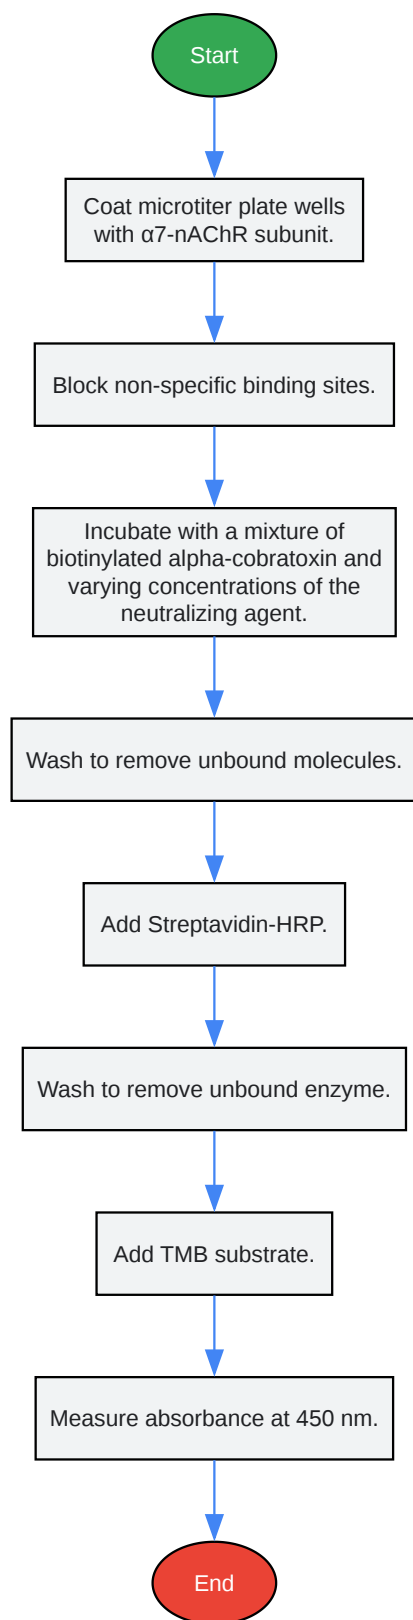 Start
Coat microtiter plate wells
with α7-nAChR subunit.
Block non-specific binding sites.
Incubate with a mixture of
biotinylated alpha-cobratoxin and
varying concentrations of the
neutralizing agent.
Wash to remove unbound molecules.
Add Streptavidin-HRP.
Wash to remove unbound enzyme.
Add TMB substrate.
Measure absorbance at 450 nm.
End